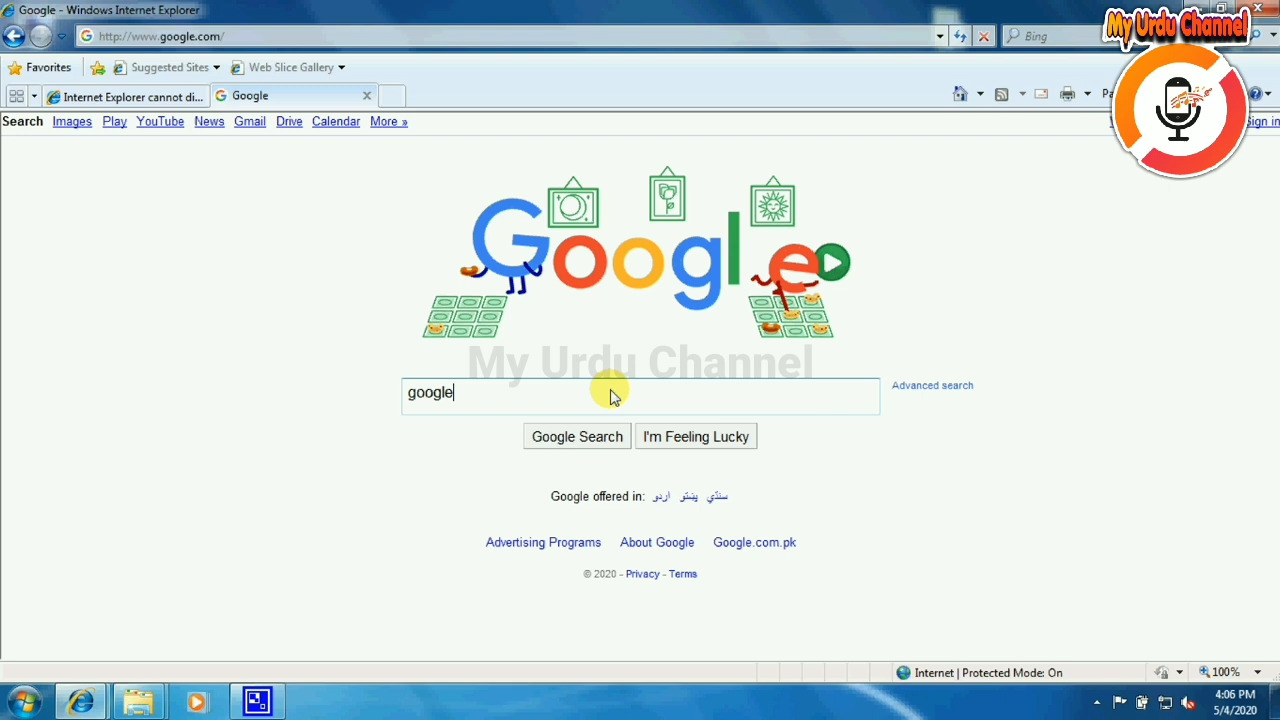 Google - Windows Internet Explorer
My Urdu Channel
http://www.google.com/
Bing
Favorites Suggested Sites Web Slice Gallery
Internet Explorer cannot di... Google
Search Images Play YouTube News Gmail Drive Calendar More » Sign in
Google
My Urdu Channel
google
Advanced search
Google Search I'm Feeling Lucky
Google offered in: اردو پښتو سنڌي
Advertising Programs About Google Google.com.pk
© 2020 - Privacy - Terms
Internet | Protected Mode: On 100%
4:06 PM
5/4/2020